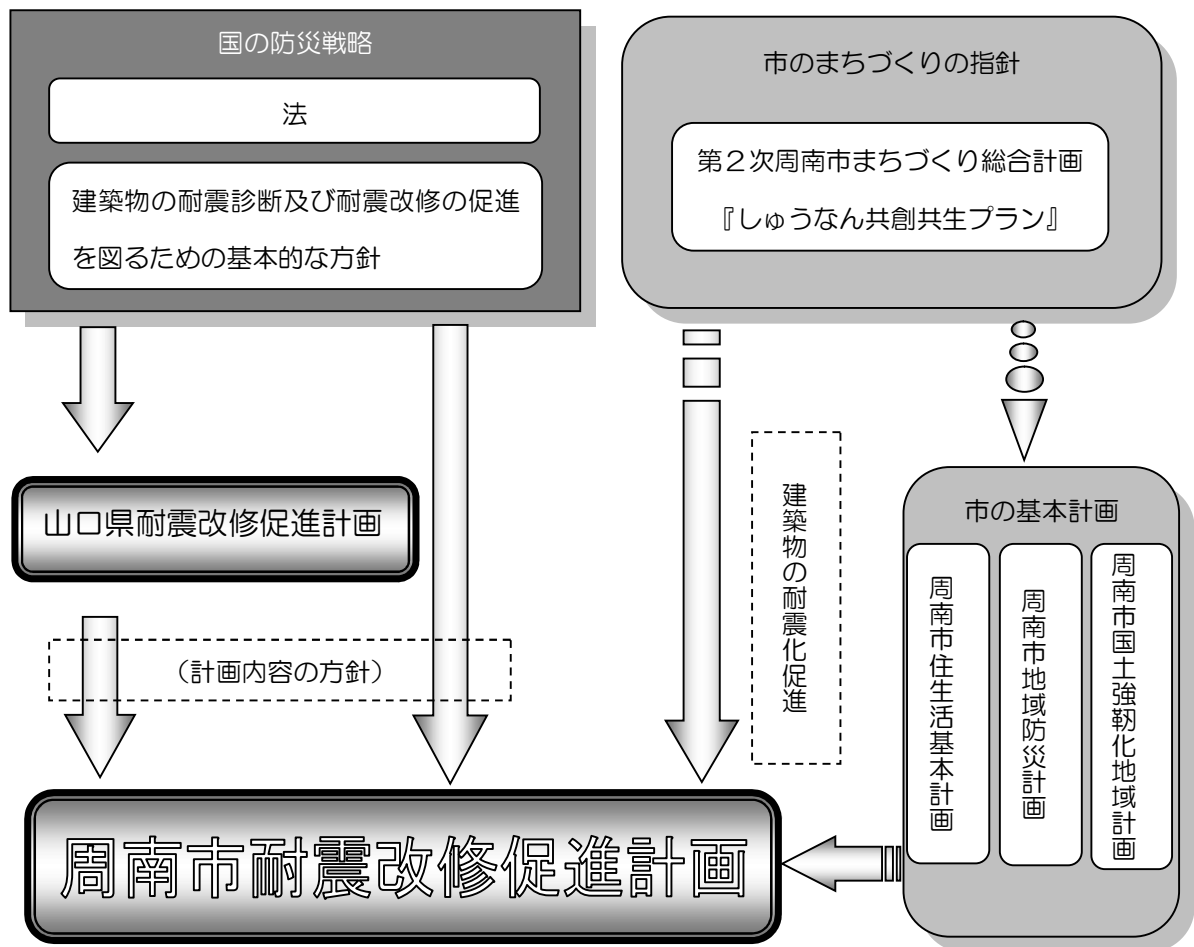 国の防災戦略
法
建築物の耐震診断及び耐震改修の促進
を図るための基本的な方針
市のまちづくりの指針
第2次周南市まちづくり総合計画
『しゅうなん共創共生プラン』
山口県耐震改修促進計画
(計画内容の方針)
建築物の耐震化促進
市の基本計画
周南市住生活基本計画
周南市地域防災計画
周南市国土強靭化地域計画
周南市耐震改修促進計画